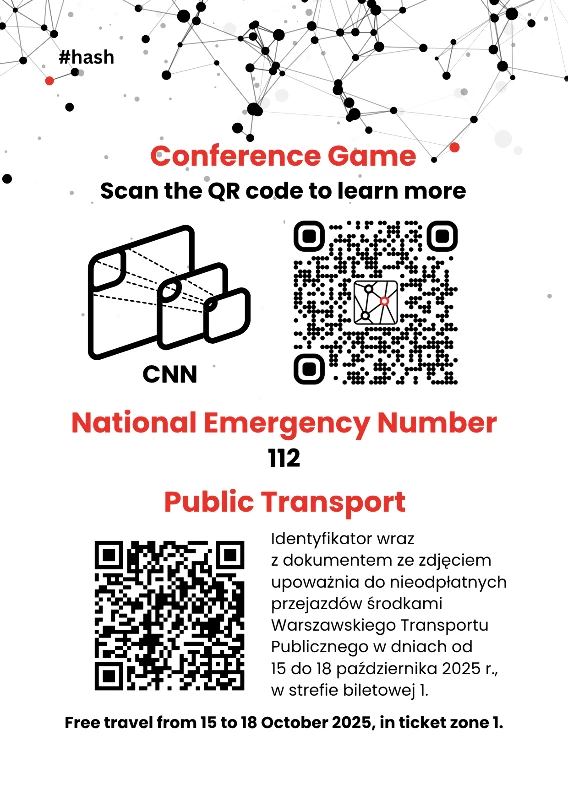 #hash
Conference Game
Scan the QR code to learn more
CNN
National Emergency Number
112
Public Transport
Identyfikator wraz
z dokumentem ze zdjęciem
upoważnia do nieodpłatnych
przejazdów środkami
Warszawskiego Transportu
Publicznego w dniach od
15 do 18 października 2025 r.,
w strefie biletowej 1.
Free travel from 15 to 18 October 2025, in ticket zone 1.